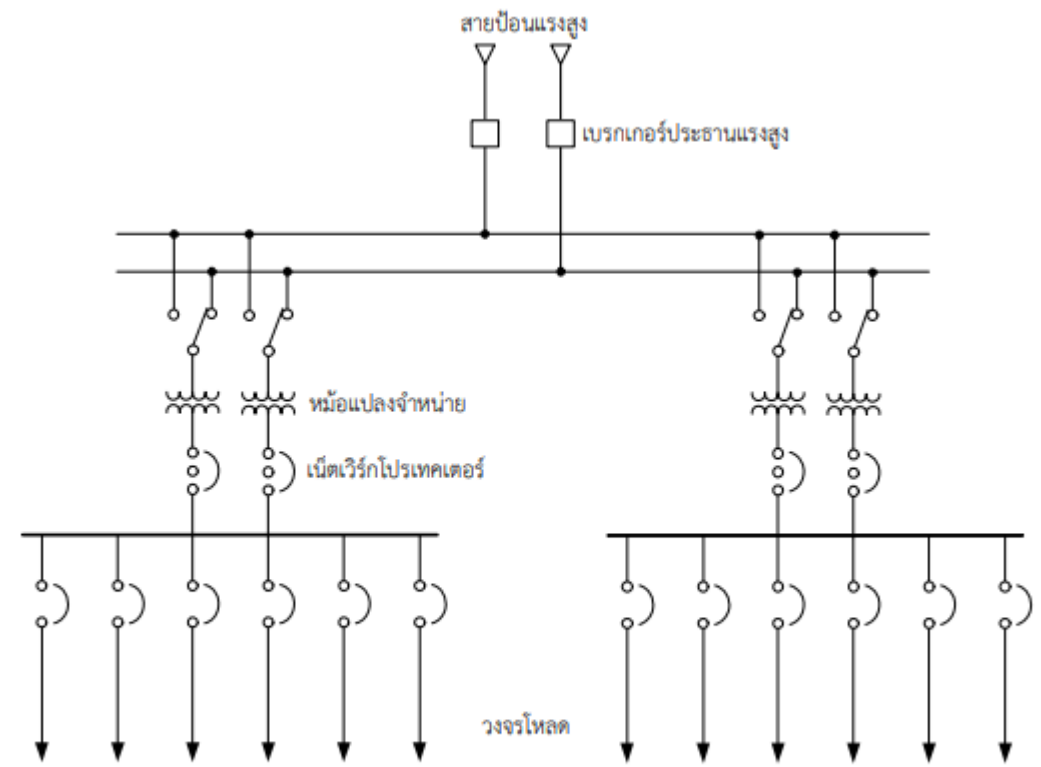 สายป้อนแรงสูง
เบรกเกอร์ประธานแรงสูง
หม้อแปลงจำหน่าย
เน็ตเวิร์กโปรเทคเตอร์
วงจรโหลด